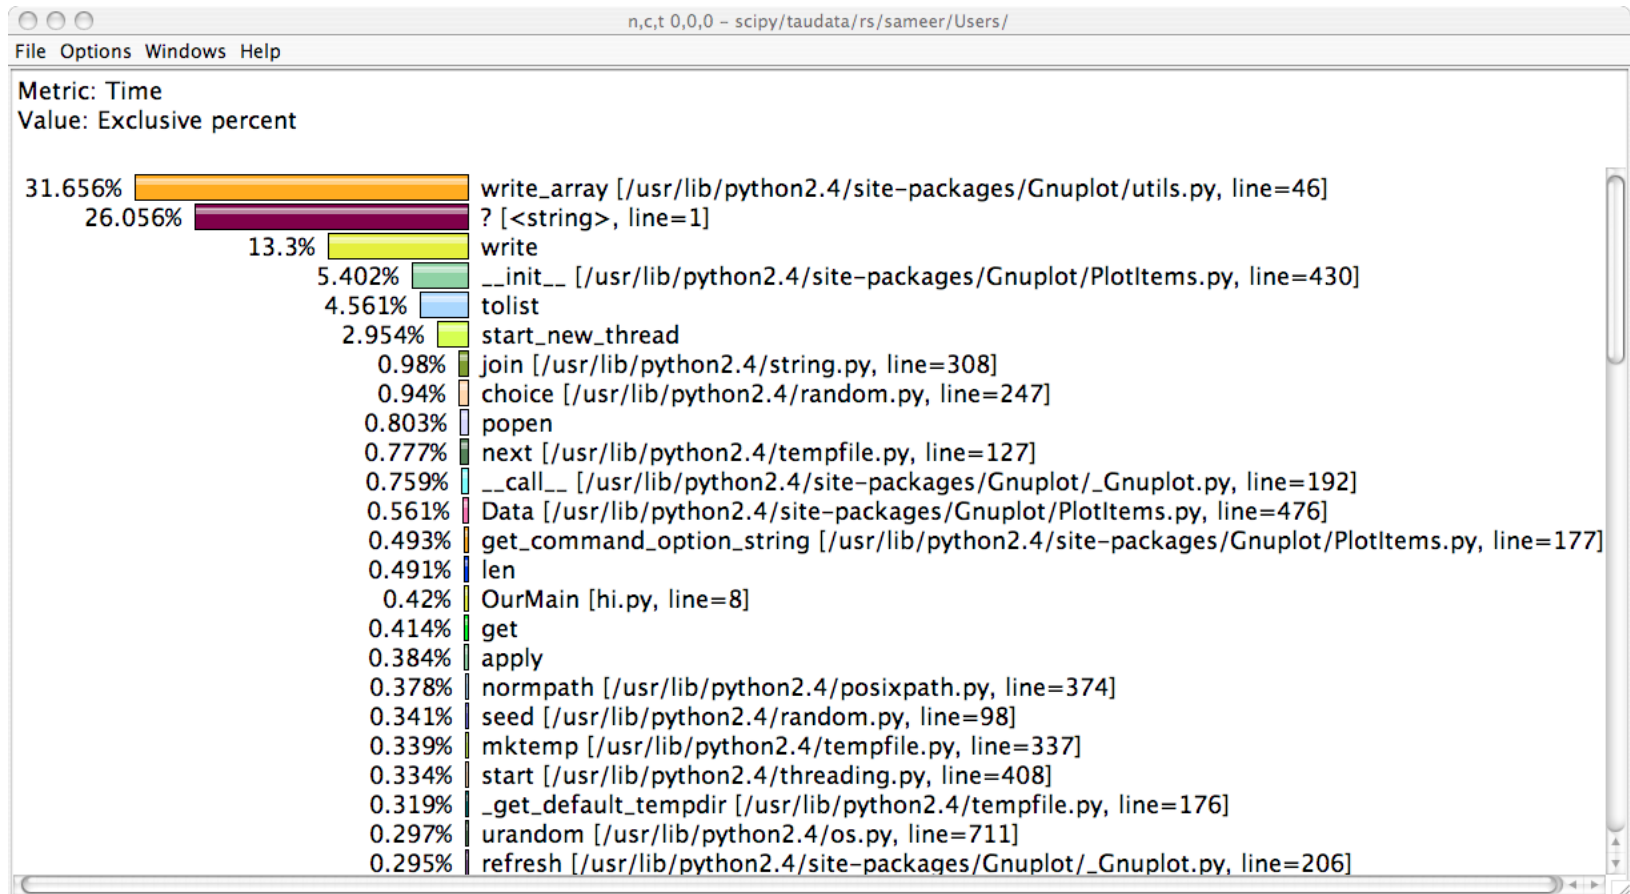 n,c,t 0,0,0 – scipy/taudata/rs/sameer/Users/
File Options Windows Help
Metric: Time
Value: Exclusive percent
31.656% write_array [/usr/lib/python2.4/site-packages/Gnuplot/utils.py, line=46]
26.056% ? [<string>, line=1]
13.3% write
5.402% __init__ [/usr/lib/python2.4/site-packages/Gnuplot/PlotItems.py, line=430]
4.561% tolist
2.954% start_new_thread
0.98% join [/usr/lib/python2.4/string.py, line=308]
0.94% choice [/usr/lib/python2.4/random.py, line=247]
0.803% popen
0.777% next [/usr/lib/python2.4/tempfile.py, line=127]
0.759% __call__ [/usr/lib/python2.4/site-packages/Gnuplot/_Gnuplot.py, line=192]
0.561% Data [/usr/lib/python2.4/site-packages/Gnuplot/PlotItems.py, line=476]
0.493% get_command_option_string [/usr/lib/python2.4/site-packages/Gnuplot/PlotItems.py, line=177]
0.491% len
0.42% OurMain [hi.py, line=8]
0.414% get
0.384% apply
0.378% normpath [/usr/lib/python2.4/posixpath.py, line=374]
0.341% seed [/usr/lib/python2.4/random.py, line=98]
0.339% mktemp [/usr/lib/python2.4/tempfile.py, line=337]
0.334% start [/usr/lib/python2.4/threading.py, line=408]
0.319% _get_default_tempdir [/usr/lib/python2.4/tempfile.py, line=176]
0.297% urandom [/usr/lib/python2.4/os.py, line=711]
0.295% refresh [/usr/lib/python2.4/site-packages/Gnuplot/_Gnuplot.py, line=206]